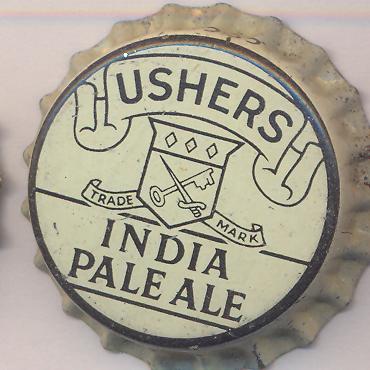 USHERS
TRADE MARK
INDIA
PALE ALE